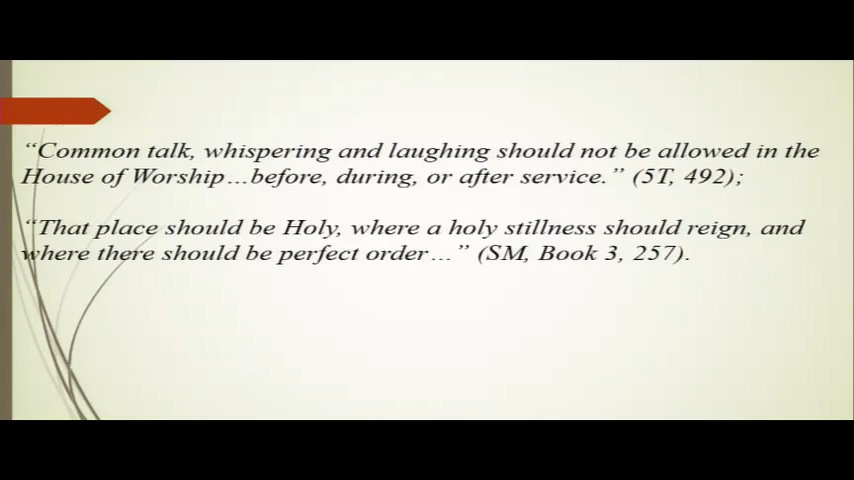 “Common talk, whispering and laughing should not be allowed in the
House of Worship…before, during, or after service.” (5T, 492);
“That place should be Holy, where a holy stillness should reign, and
where there should be perfect order…” (SM, Book 3, 257).